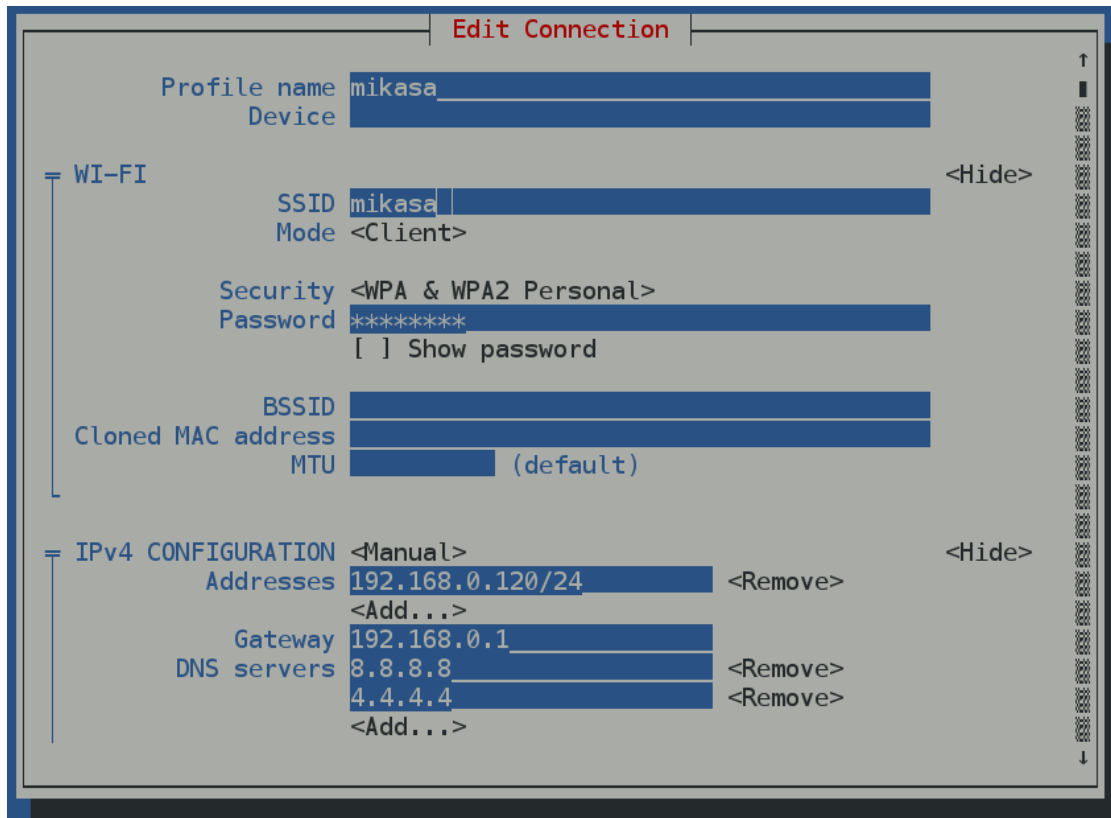 Edit Connection
Profile name mikasa
Device
WI-FI <Hide>
SSID mikasa
Mode <Client>
Security <WPA & WPA2 Personal>
Password ********
[ ] Show password
BSSID
Cloned MAC address
MTU (default)
IPv4 CONFIGURATION <Manual> <Hide>
Addresses 192.168.0.120/24 <Remove>
<Add...>
Gateway 192.168.0.1
DNS servers 8.8.8.8 <Remove>
4.4.4.4 <Remove>
<Add...>